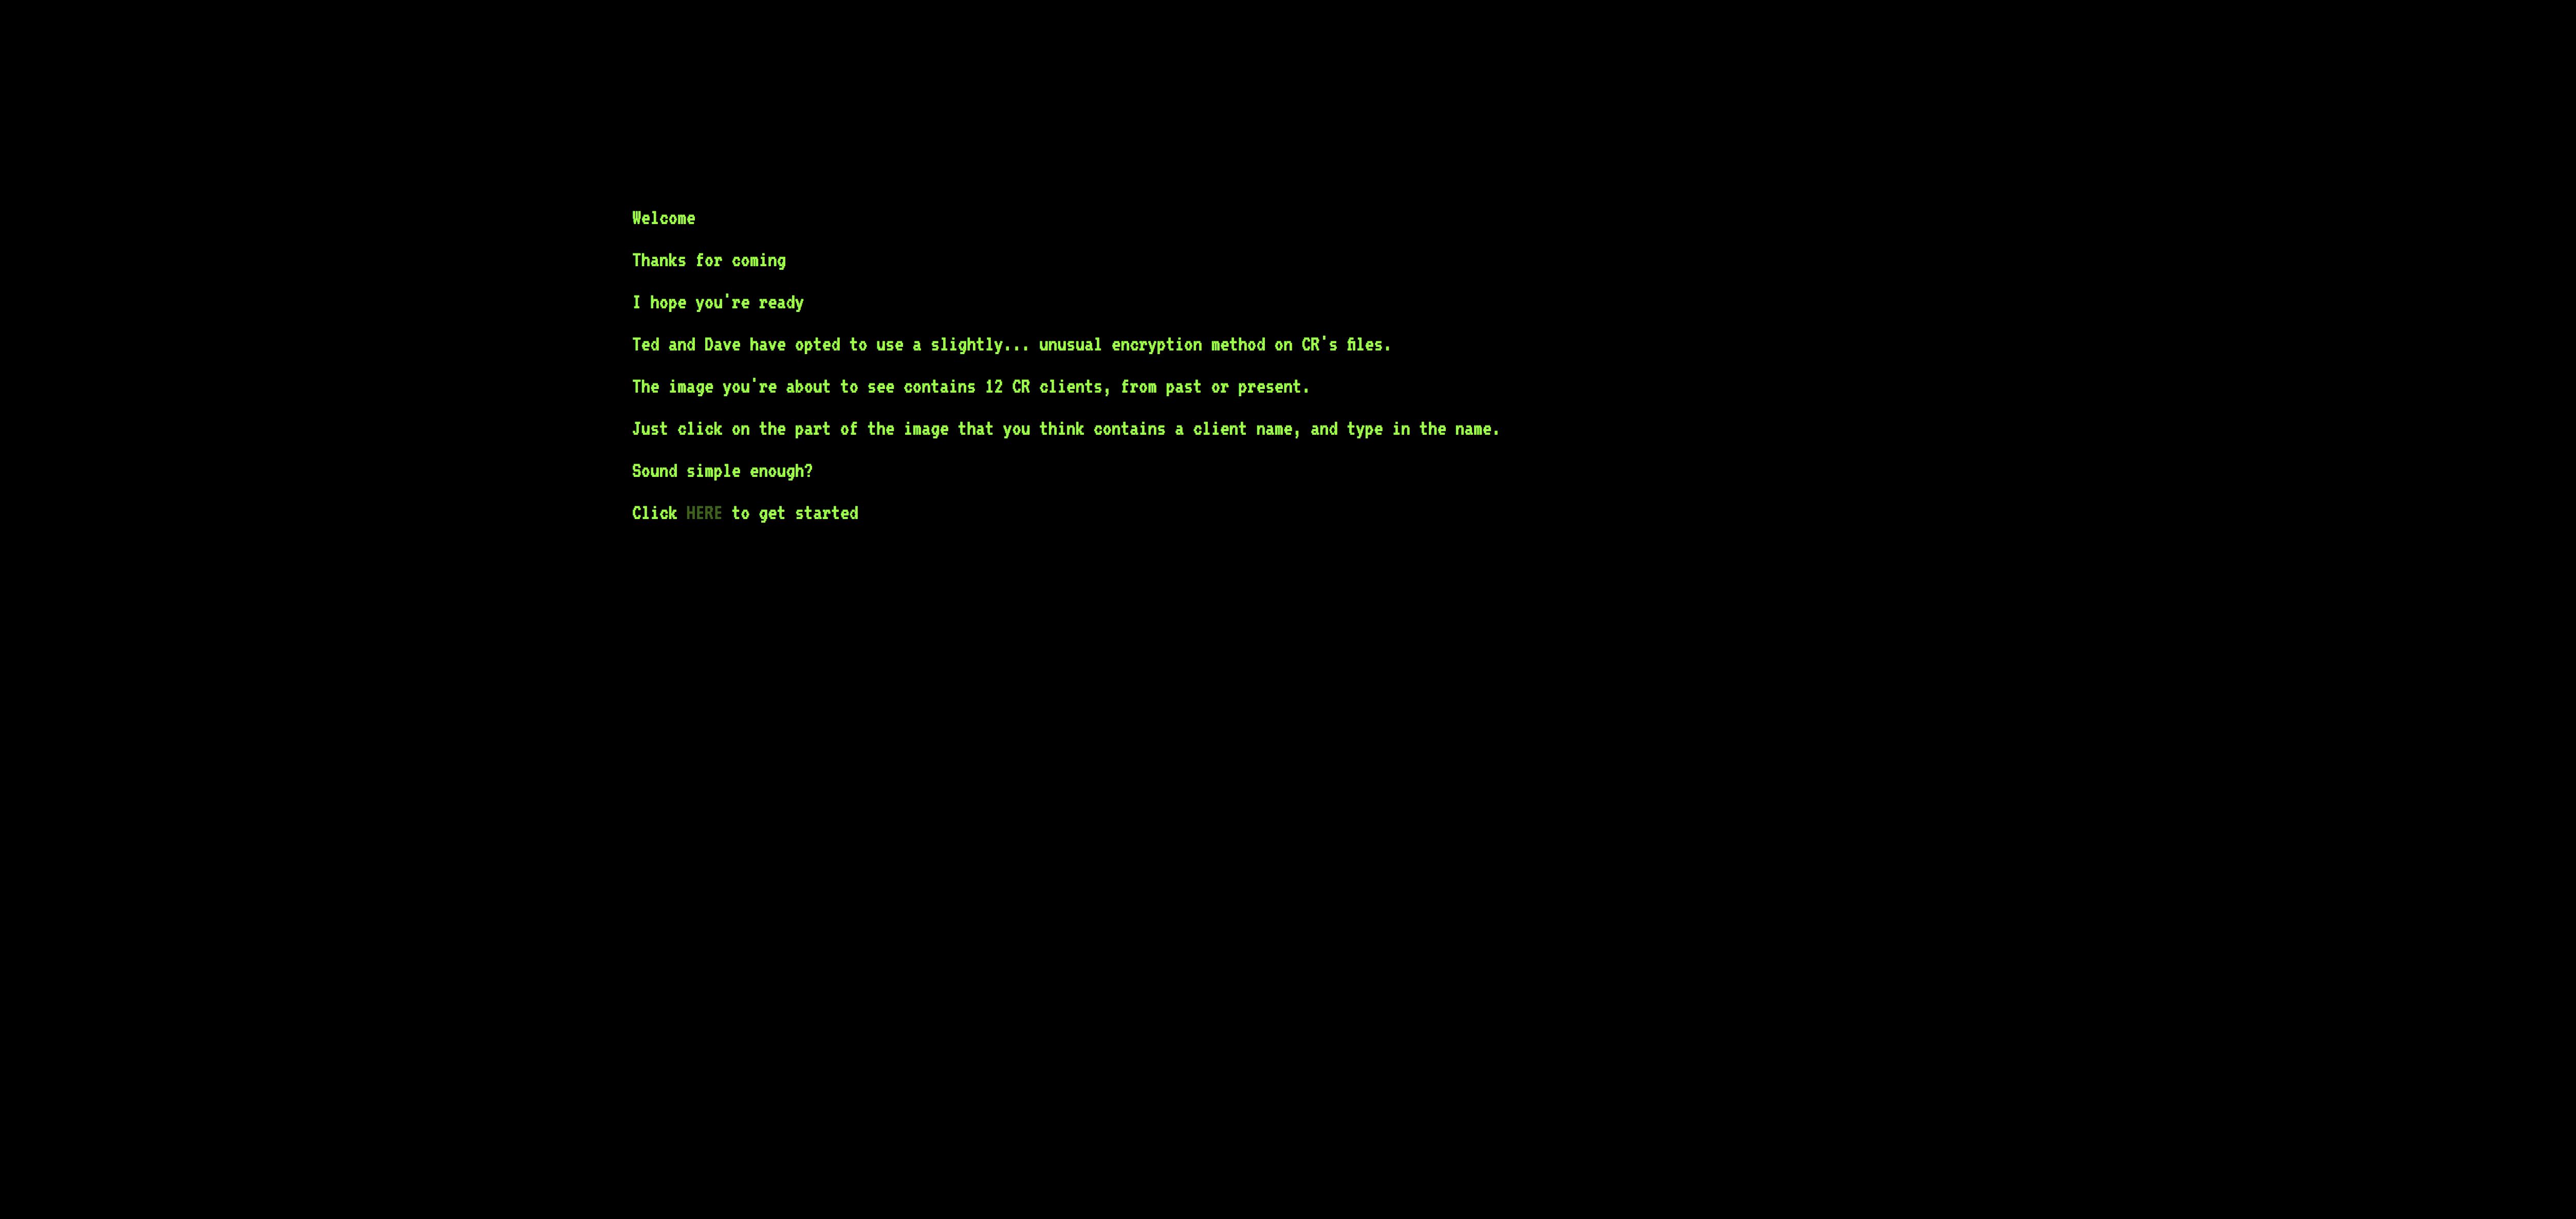 Welcome
Thanks for coming
I hope you're ready
Ted and Dave have opted to use a slightly... unusual encryption method on CR's files.
The image you're about to see contains 12 CR clients, from past or present.
Just click on the part of the image that you think contains a client name, and type in the name.
Sound simple enough?
Click HERE to get started